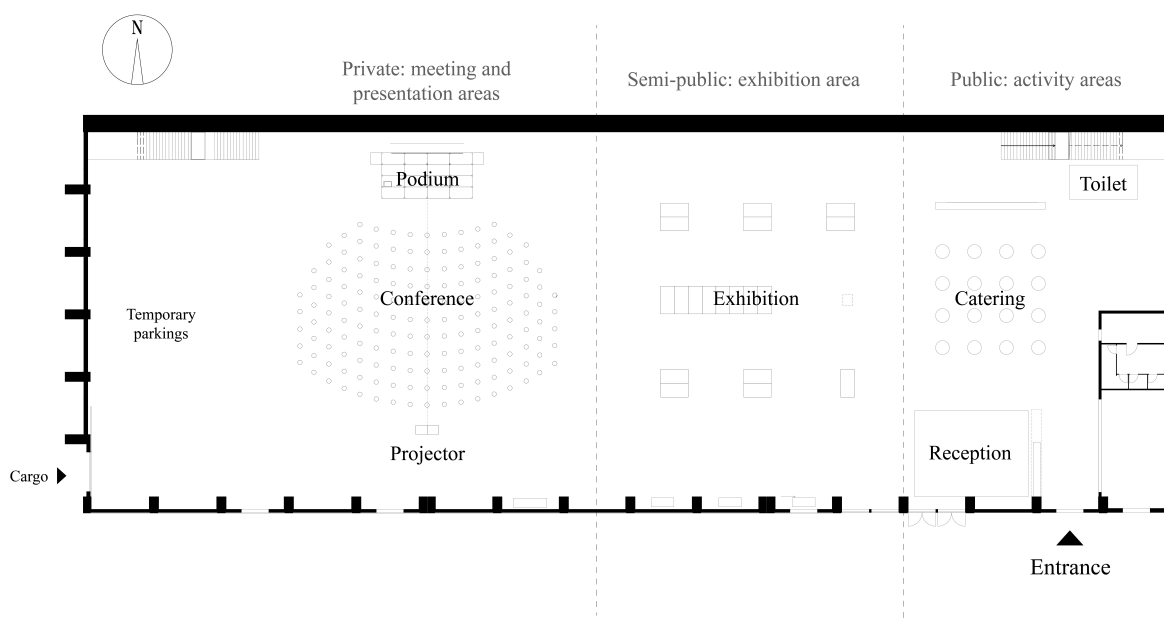 N
Private: meeting and
presentation areas
Semi-public: exhibition area
Public: activity areas
Podium
Toilet
Conference
Exhibition
Catering
Temporary
parkings
Projector
Reception
Cargo
Entrance